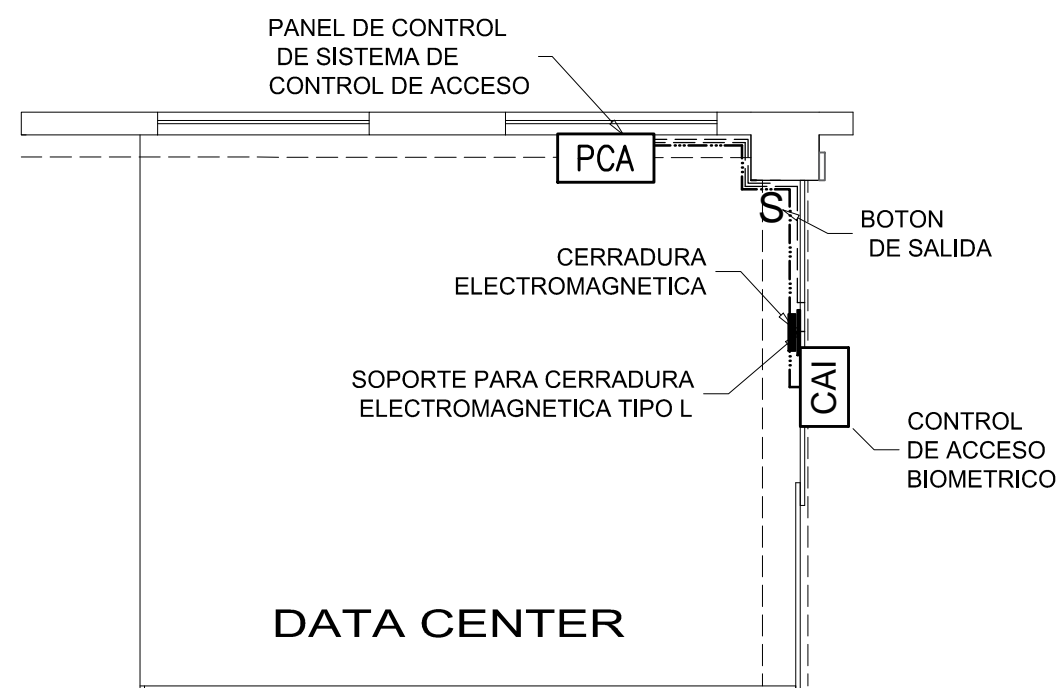 PANEL DE CONTROL
DE SISTEMA DE
CONTROL DE ACCESO
PCA
S
BOTON
DE SALIDA
CERRADURA
ELECTROMAGNETICA
SOPORTE PARA CERRADURA
ELECTROMAGNETICA TIPO L
CAI
CONTROL
DE ACCESO
BIOMETRICO
DATA CENTER